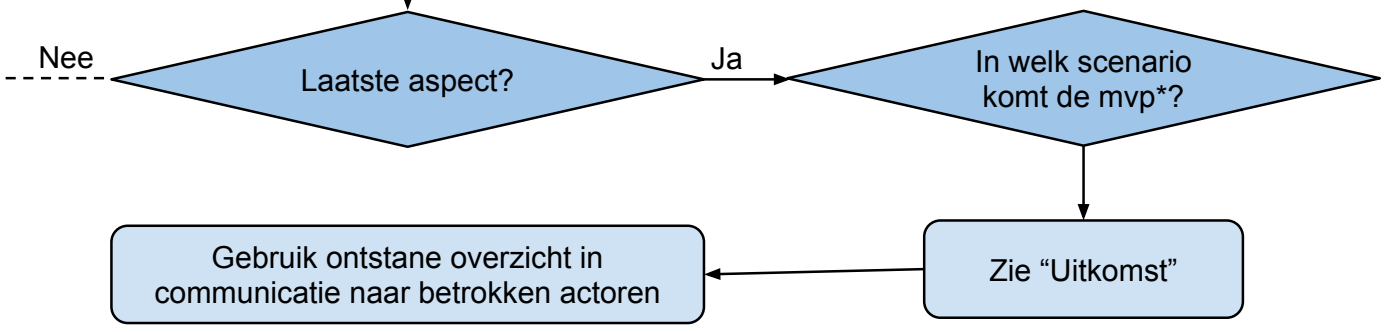 Nee
Laatste aspect?
Ja
In welk scenario
komt de mvp*?
Zie “Uitkomst”
Gebruik ontstane overzicht in
communicatie naar betrokken actoren